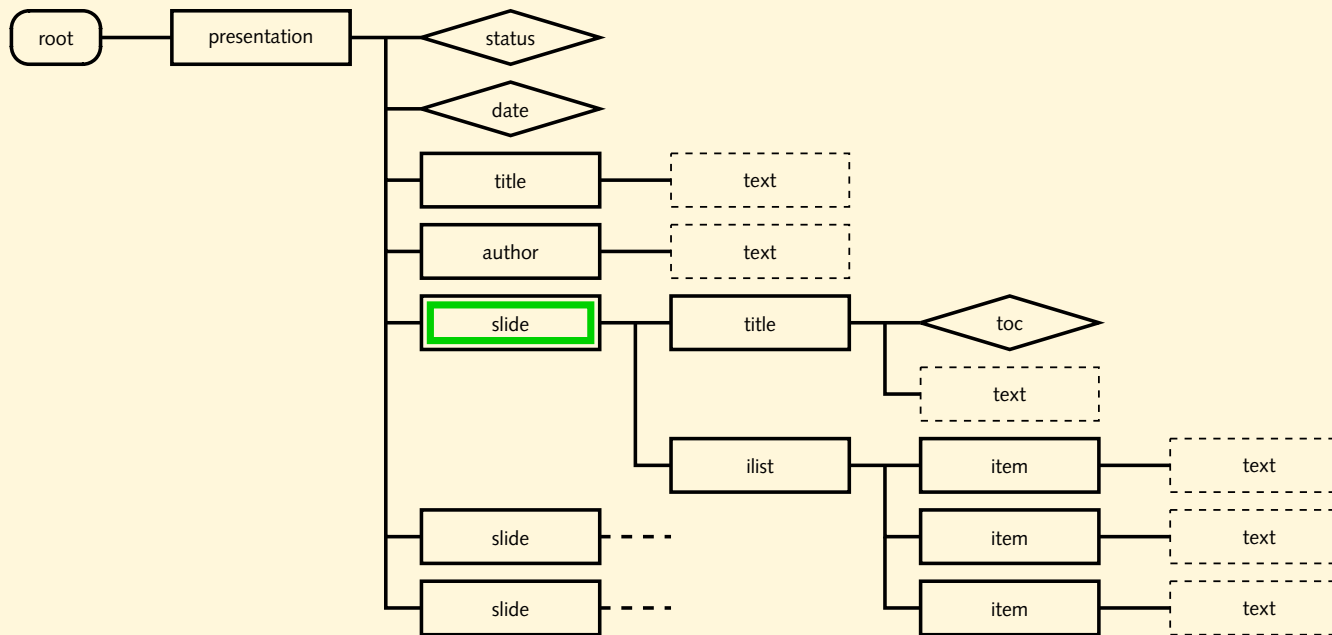 root presentation status
date
title text
author text
slide title toc
text
ilist item text
slide item text
slide item text